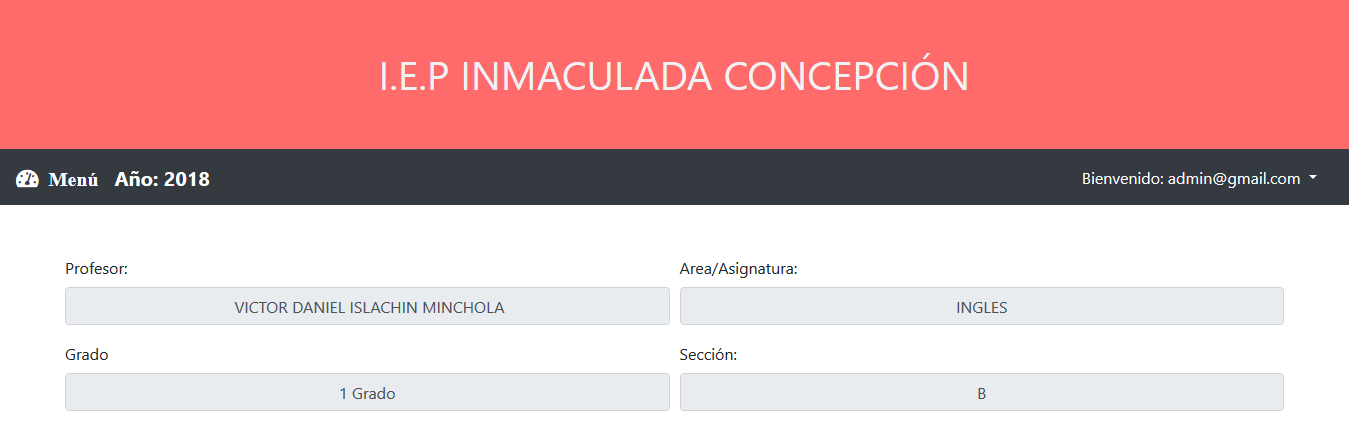 I.E.P INMACULADA CONCEPCIÓN
Menú Año: 2018 Bienvenido: admin@gmail.com
Profesor: Area/Asignatura:
VICTOR DANIEL ISLACHIN MINCHOLA INGLES
Grado Sección:
1 Grado B